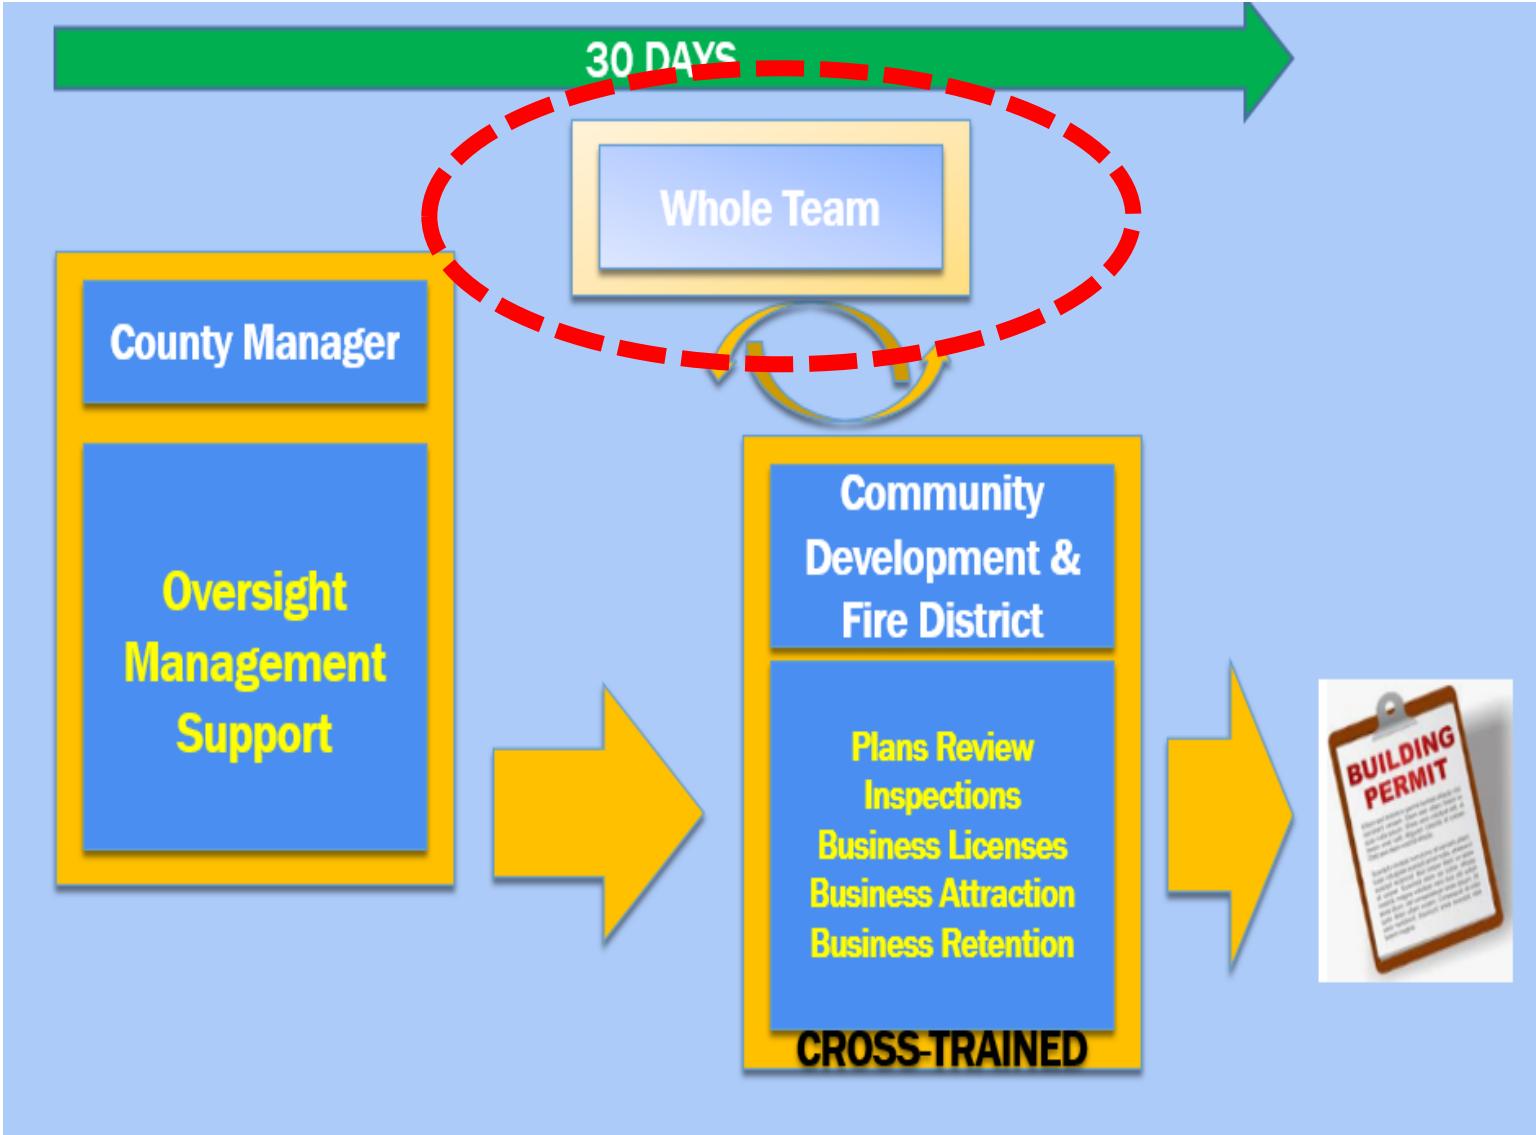 30 DAYS
Whole Team
County Manager
Oversight
Management
Support
Community
Development &
Fire District
Plans Review
Inspections
Business Licenses
Business Attraction
Business Retention
CROSS-TRAINED
BUILDING
PERMIT